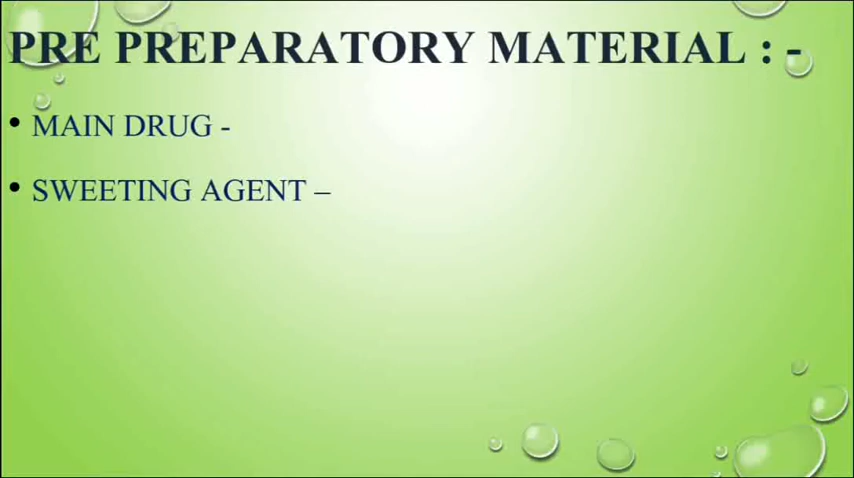 PRE PREPARATORY MATERIAL : -
• MAIN DRUG -
• SWEETING AGENT –